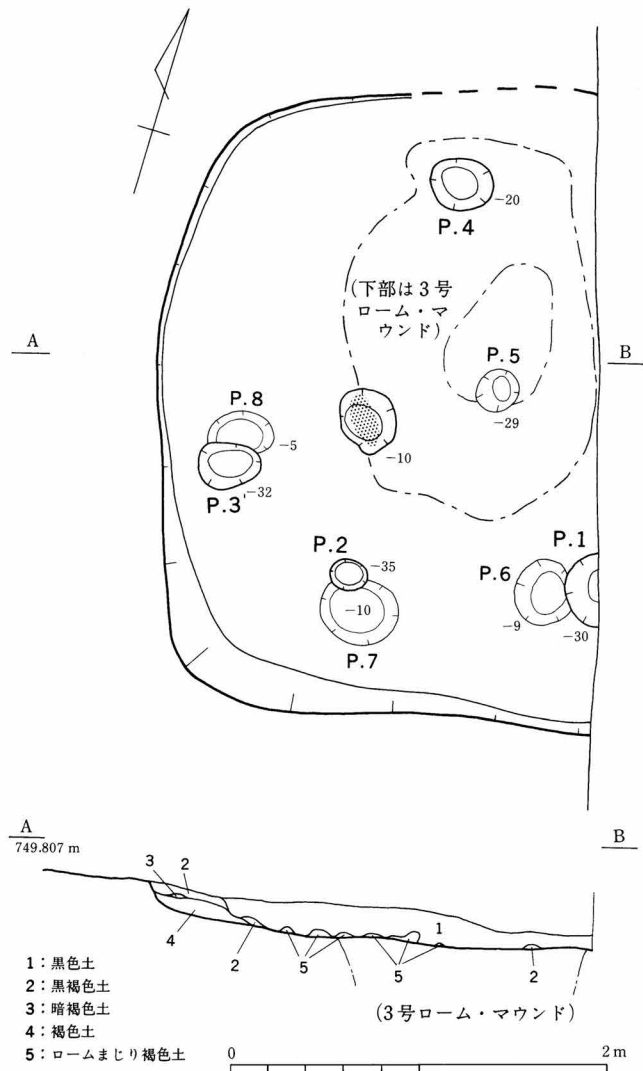 P.4
-20
(下部は3号
ローム・マ
ウンド)
A
B
P.5
-29
P.8
-5
-10
P.3
-32
P.2
-35
-10
P.7
P.1
P.6
-9
-30
A
749.807 m
B
3
2
4
2
5
5
1
2
(3号ローム・マウンド)
1:黒色土
2:黒褐色土
3:暗褐色土
4:褐色土
5:ロームまじり褐色土
0
2m